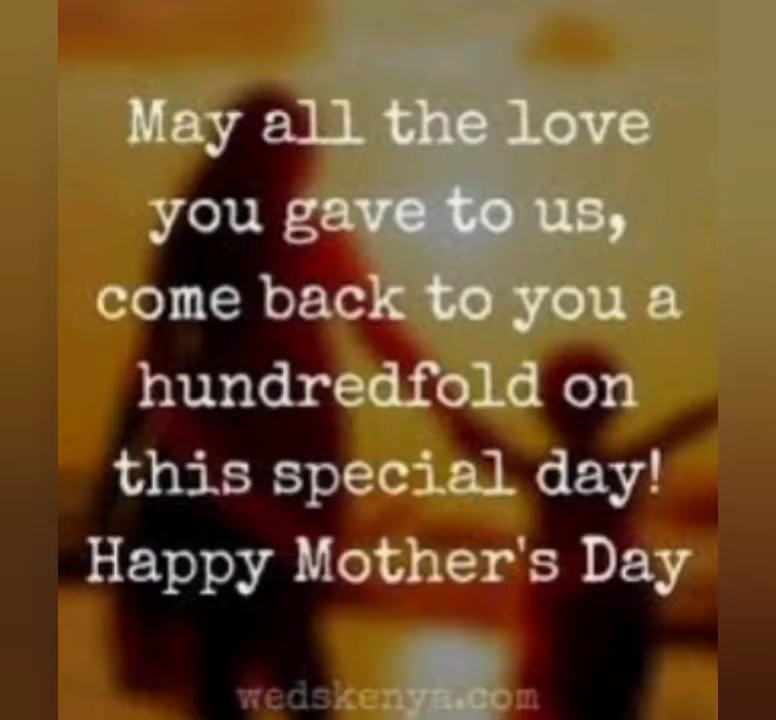 May all the love
you gave to us,
come back to you a
hundredfold on
this special day!
Happy Mother's Day
wedskenya.com